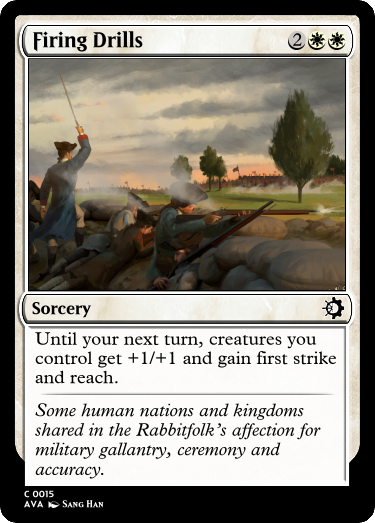 Firing Drills 2
Sorcery
Until your next turn, creatures you
control get +1/+1 and gain first strike
and reach.
Some human nations and kingdoms
shared in the Rabbitfolk's affection for
military gallantry, ceremony and
accuracy.
C 0015
AVA Sang Han